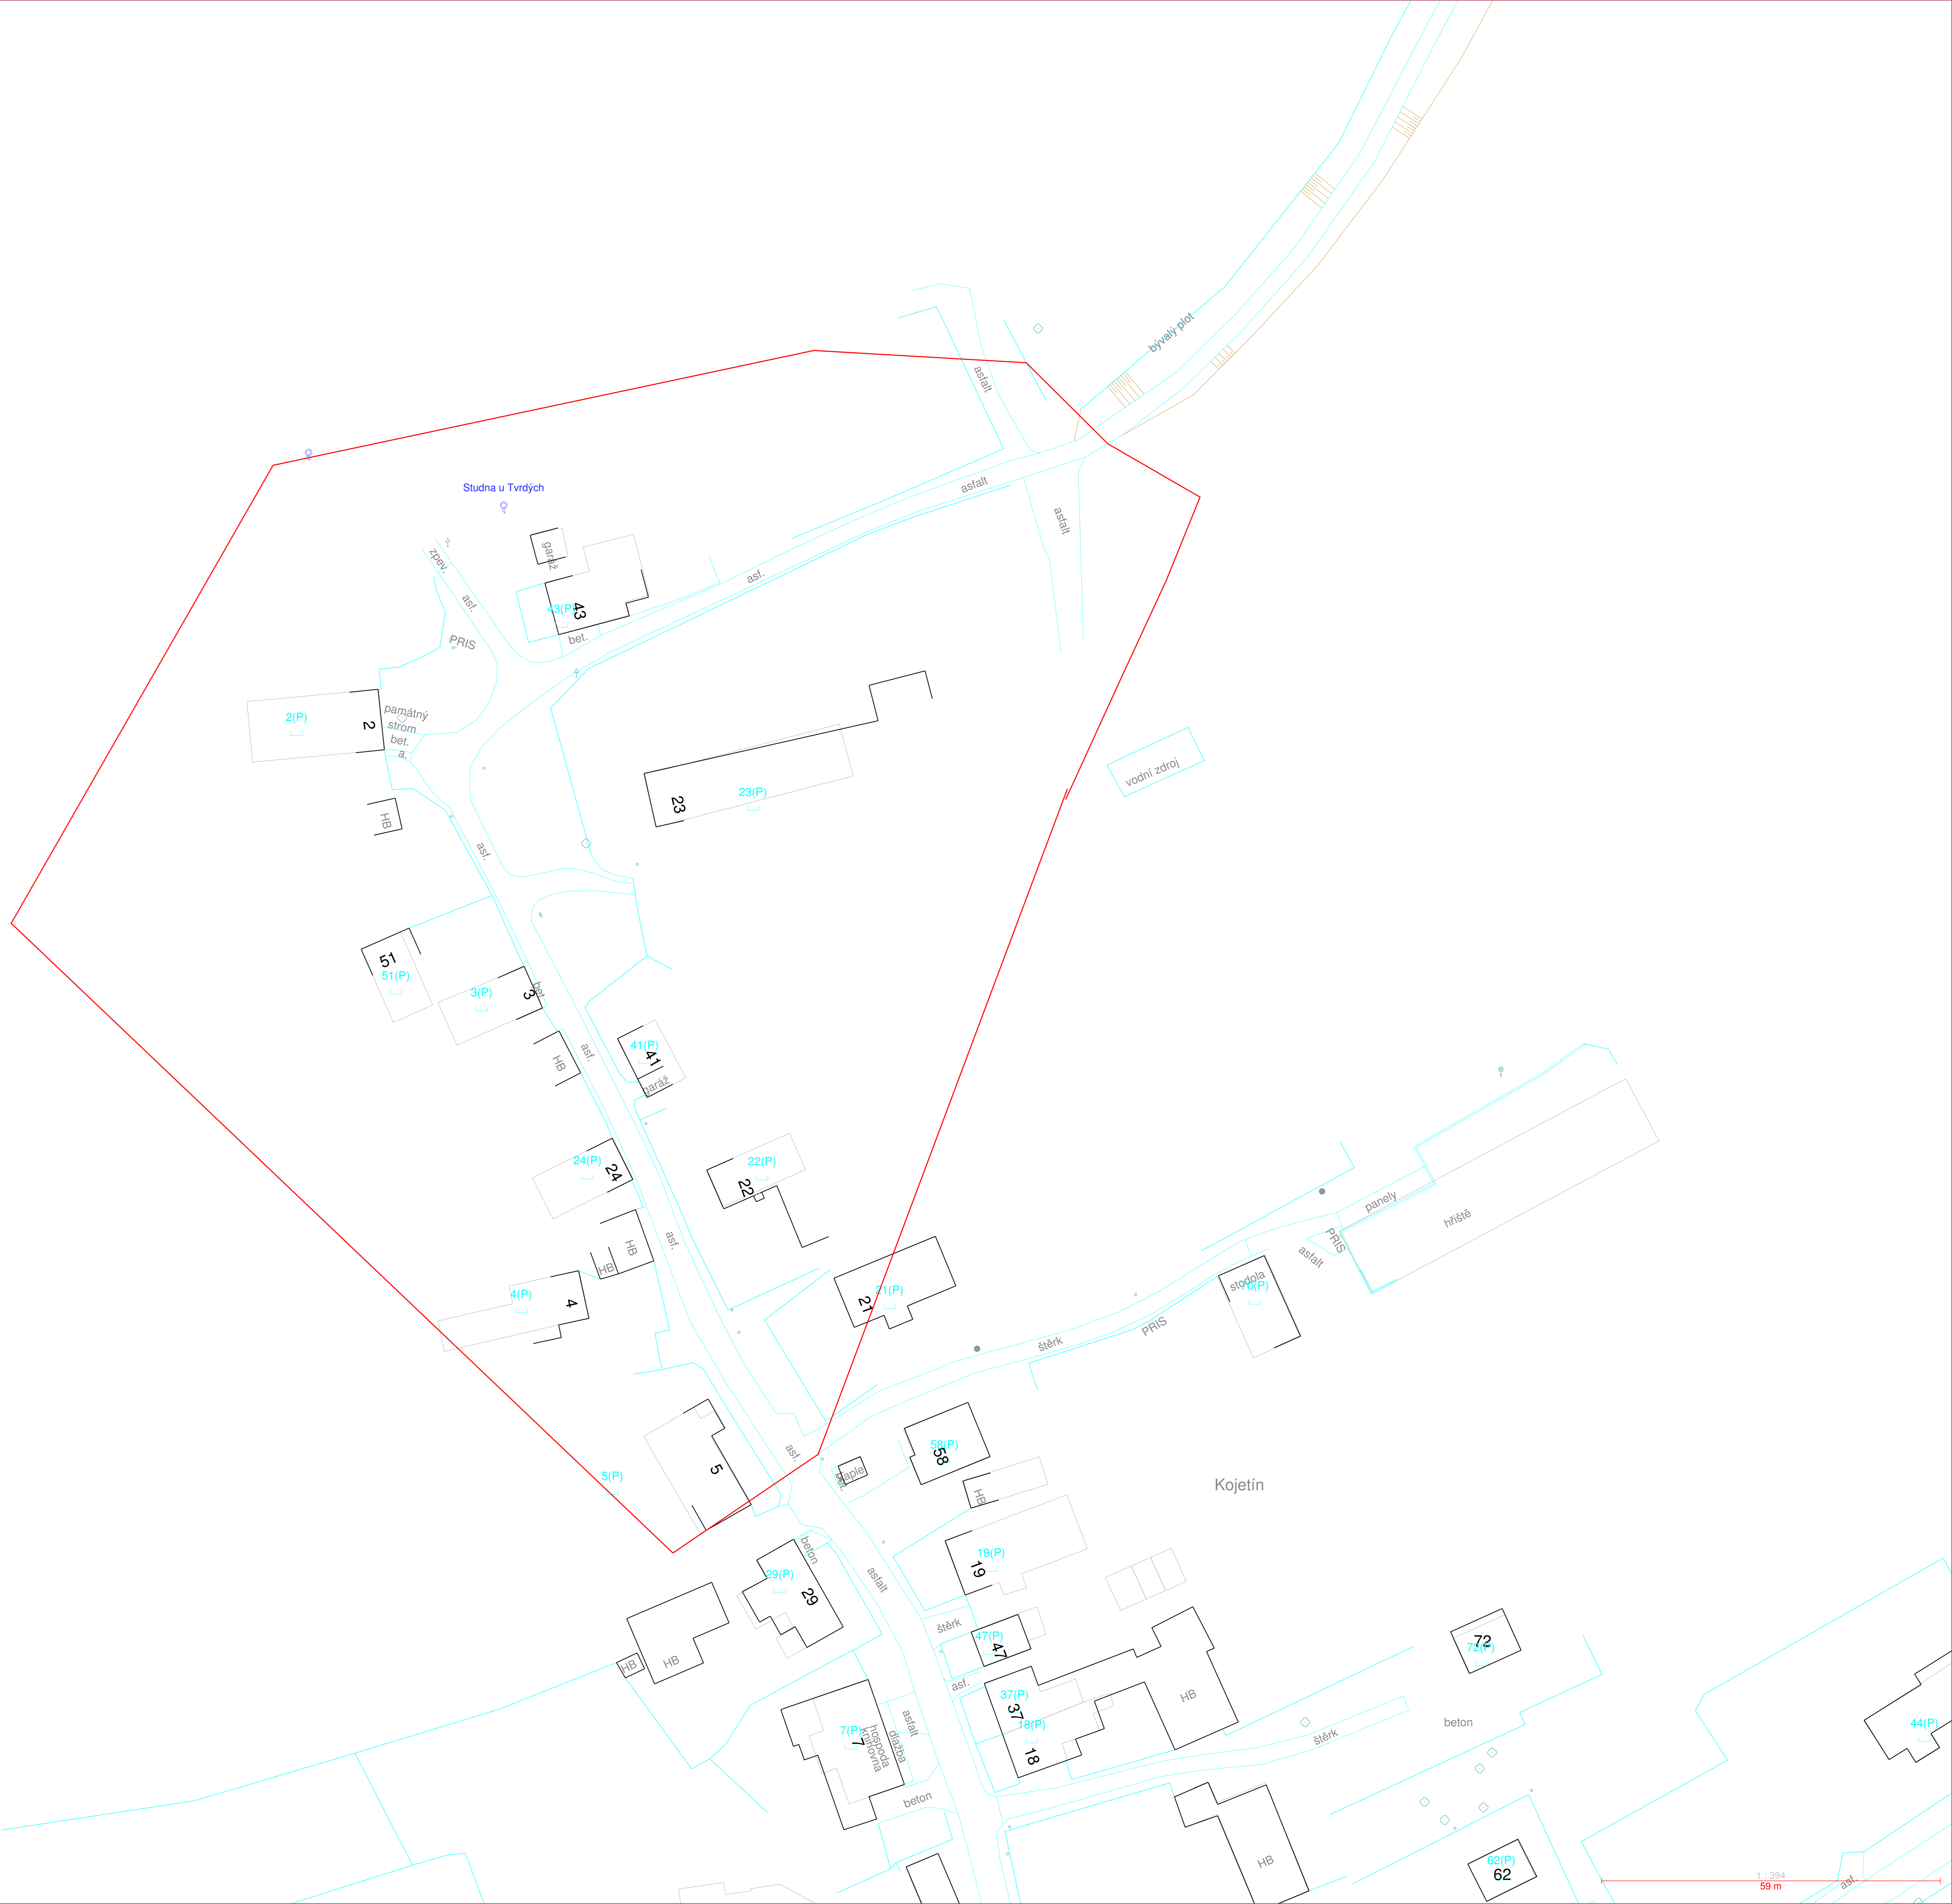 bývalý plot
asfalt
Studna u Tvrdých
asfalt
asfalt
garáž
zpev.
asf.
asf.
43(P)
43
bet.
PRIS
2(P)
2
památný
strom
bet.
a.
vodní zdroj
23(P)
23
HB
asf.
51
51(P)
3(P)
3
bet.
asf.
41(P)
41
garáž
HB
24(P)
24
22(P)
22
panely
hřiště
PRIS
asfalt
HB
HB
asf.
stodola
70(P)
4(P)
4
21(P)
21
PRIS
štěrk
58(P)
58
asf.
5
5(P)
kaple
bet.
Kojetín
HB
beton
19(P)
19
asfalt
29(P)
29
štěrk
47(P)
47
72
72(P)
HB
HB
asf.
37(P)
37
HB
18(P)
18
7(P)
7
hospoda
knihovna
asfalt
dlažba
štěrk
beton
44(P)
beton
HB
62(P)
62
asf.
1 : 394
59 m